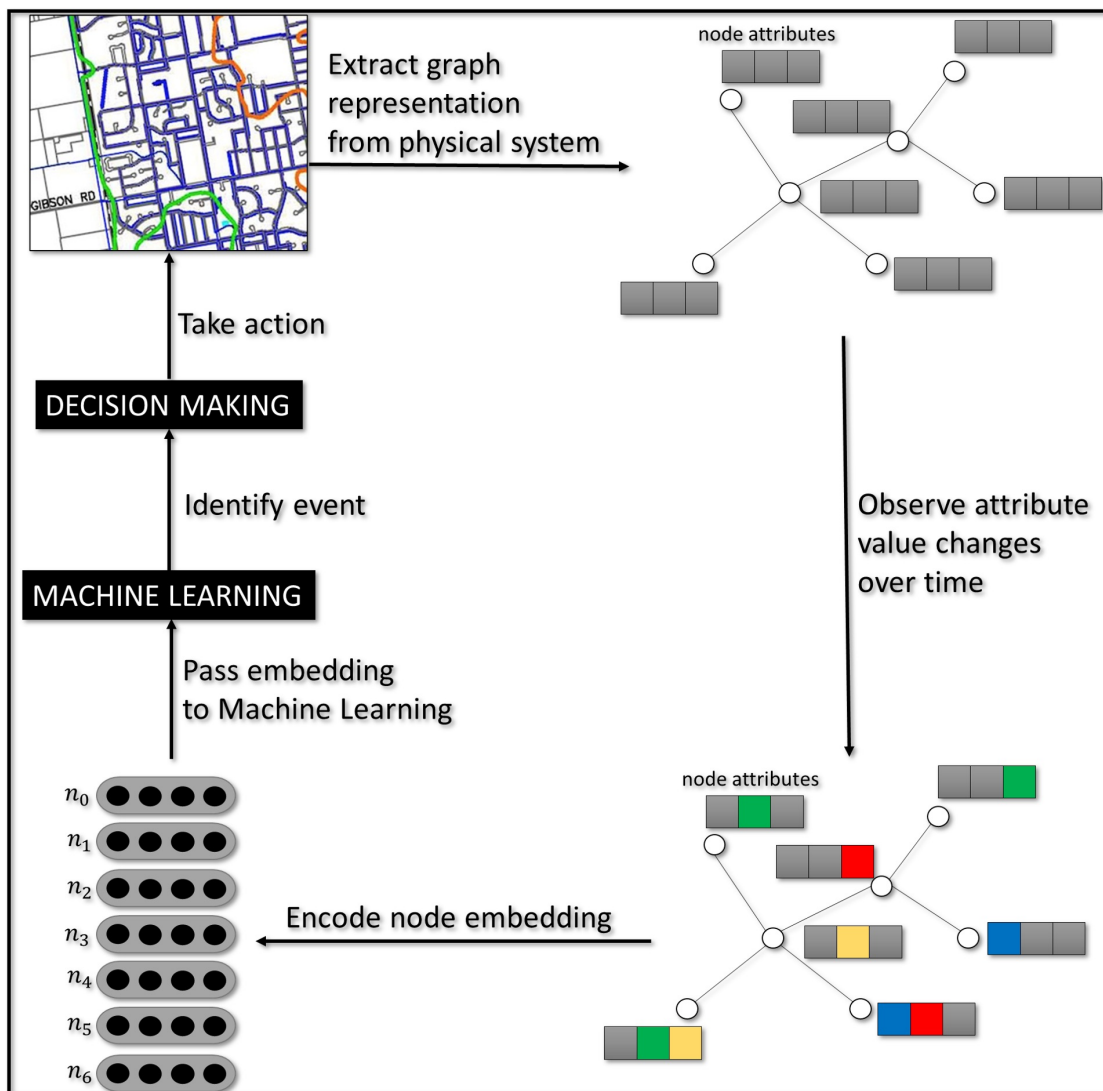 Extract graph
representation
from physical system
node attributes
GIBSON RD
Take action
DECISION MAKING
Identify event
MACHINE LEARNING
Pass embedding
to Machine Learning
Observe attribute
value changes
over time
node attributes
Encode node embedding
n₀
n₁
n₂
n₃
n₄
n₅
n₆